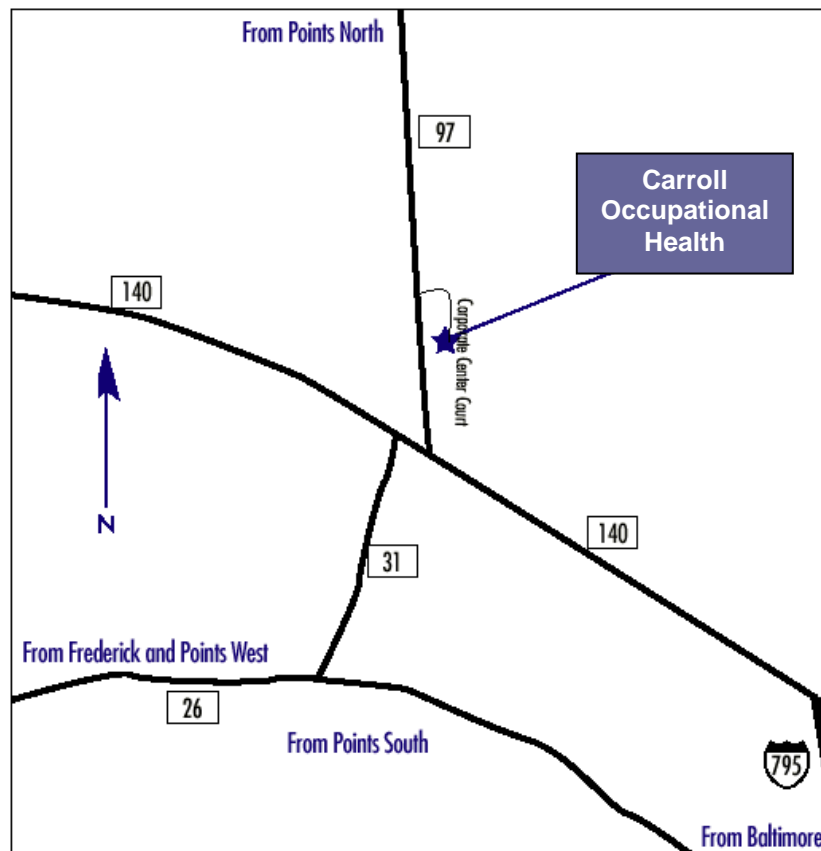 From Points North
97
Carroll
Occupational
Health
140
Corporate Center Court
N
140
31
From Frederick and Points West
26
From Points South
795
From Baltimore